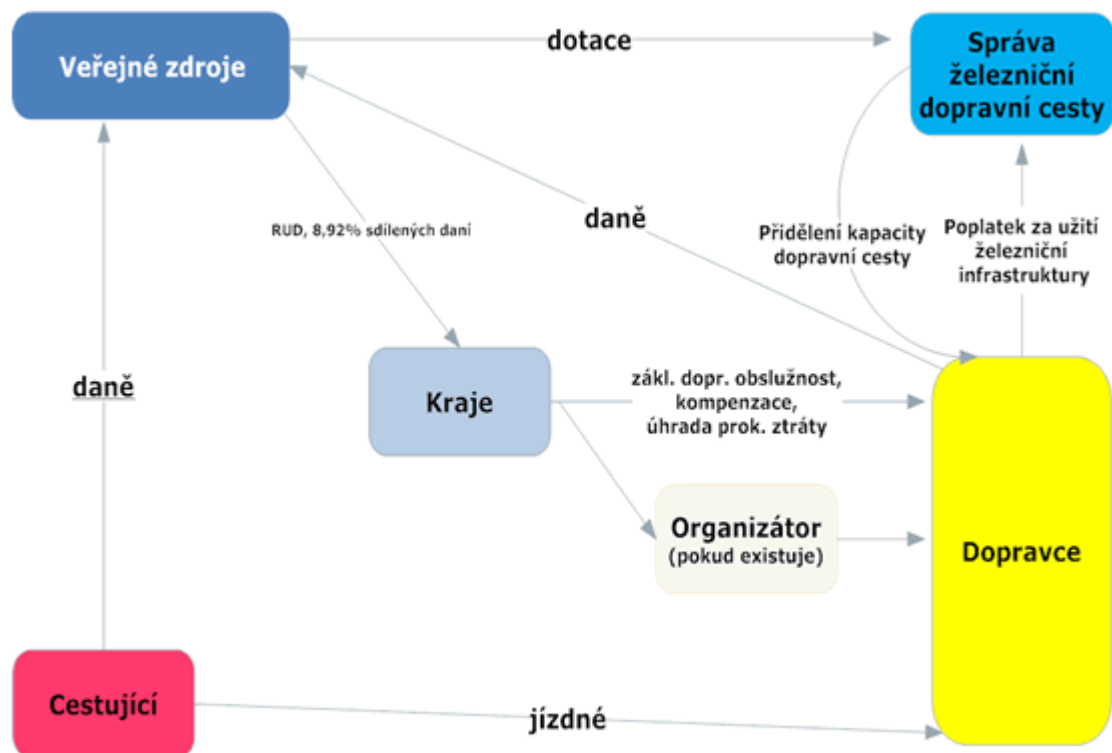 Veřejné zdroje
dotace
Správa
železniční
dopravní cesty
RUD, 8,92% sdílených daní
daně
Přidělení kapacity
dopravní cesty
Poplatek za užití
železniční
infrastruktury
daně
Kraje
zákl. dopr. obslužnost,
kompenzace,
úhrada prok. ztráty
Organizátor
(pokud existuje)
Dopravce
Cestující
jízdné